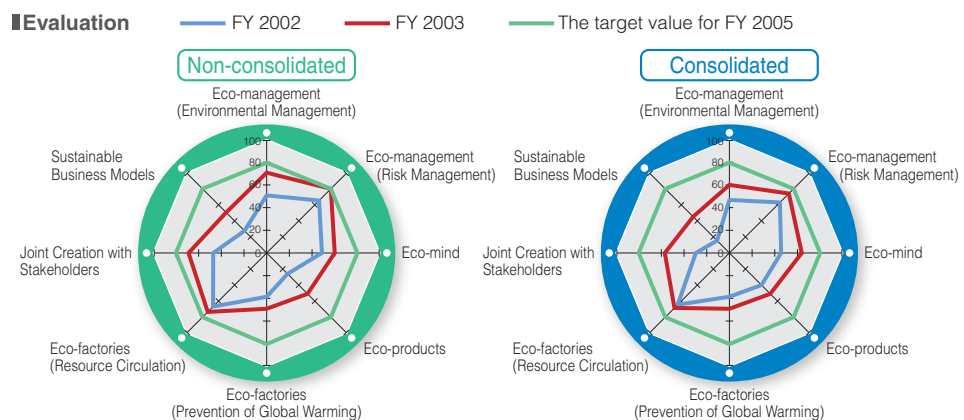 Evaluation
FY 2002
FY 2003
The target value for FY 2005
Non-consolidated
Eco-management
(Environmental Management)
100
80
60
40
20
0
Eco-management
(Risk Management)
Eco-mind
Eco-products
Eco-factories
(Prevention of Global Warming)
Eco-factories
(Resource Circulation)
Joint Creation with
Stakeholders
Sustainable
Business Models
Consolidated
Eco-management
(Environmental Management)
100
80
60
40
20
0
Eco-management
(Risk Management)
Eco-mind
Eco-products
Eco-factories
(Prevention of Global Warming)
Eco-factories
(Resource Circulation)
Joint Creation with
Stakeholders
Sustainable
Business Models